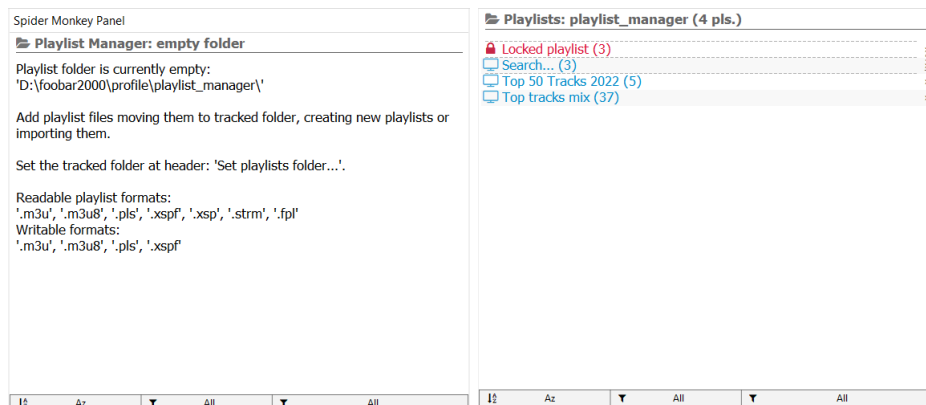 Spider Monkey Panel
Playlist Manager: empty folder
Playlist folder is currently empty:
'D:\foobar2000\profile\playlist_manager\'
Add playlist files moving them to tracked folder, creating new playlists or
importing them.
Set the tracked folder at header: 'Set playlists folder...'.
Readable playlist formats:
'.m3u', '.m3u8', '.pls', '.xspf', '.xsp', '.strm', '.fpl'
Writable formats:
'.m3u', '.m3u8', '.pls', '.xspf'
Az All All
Playlists: playlist_manager (4 pls.)
Locked playlist (3)
Search... (3)
Top 50 Tracks 2022 (5)
Top tracks mix (37)
Az All All